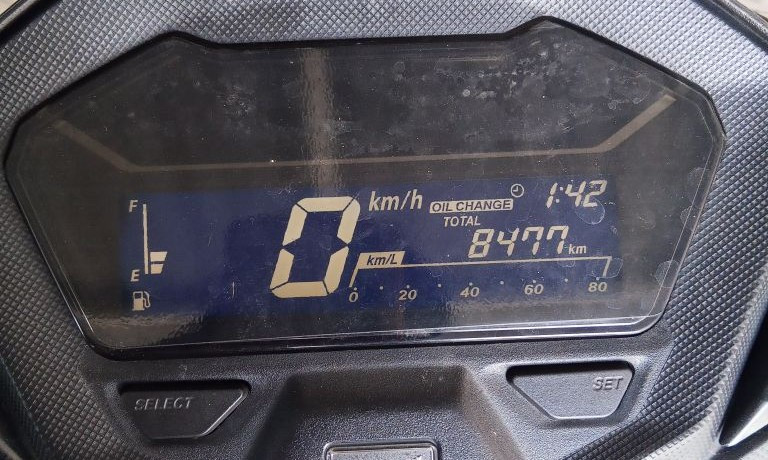 F
E
0 km/h
OIL CHANGE 1:42
TOTAL
8477 km
km/L
0 20 40 60 80
SELECT
SET